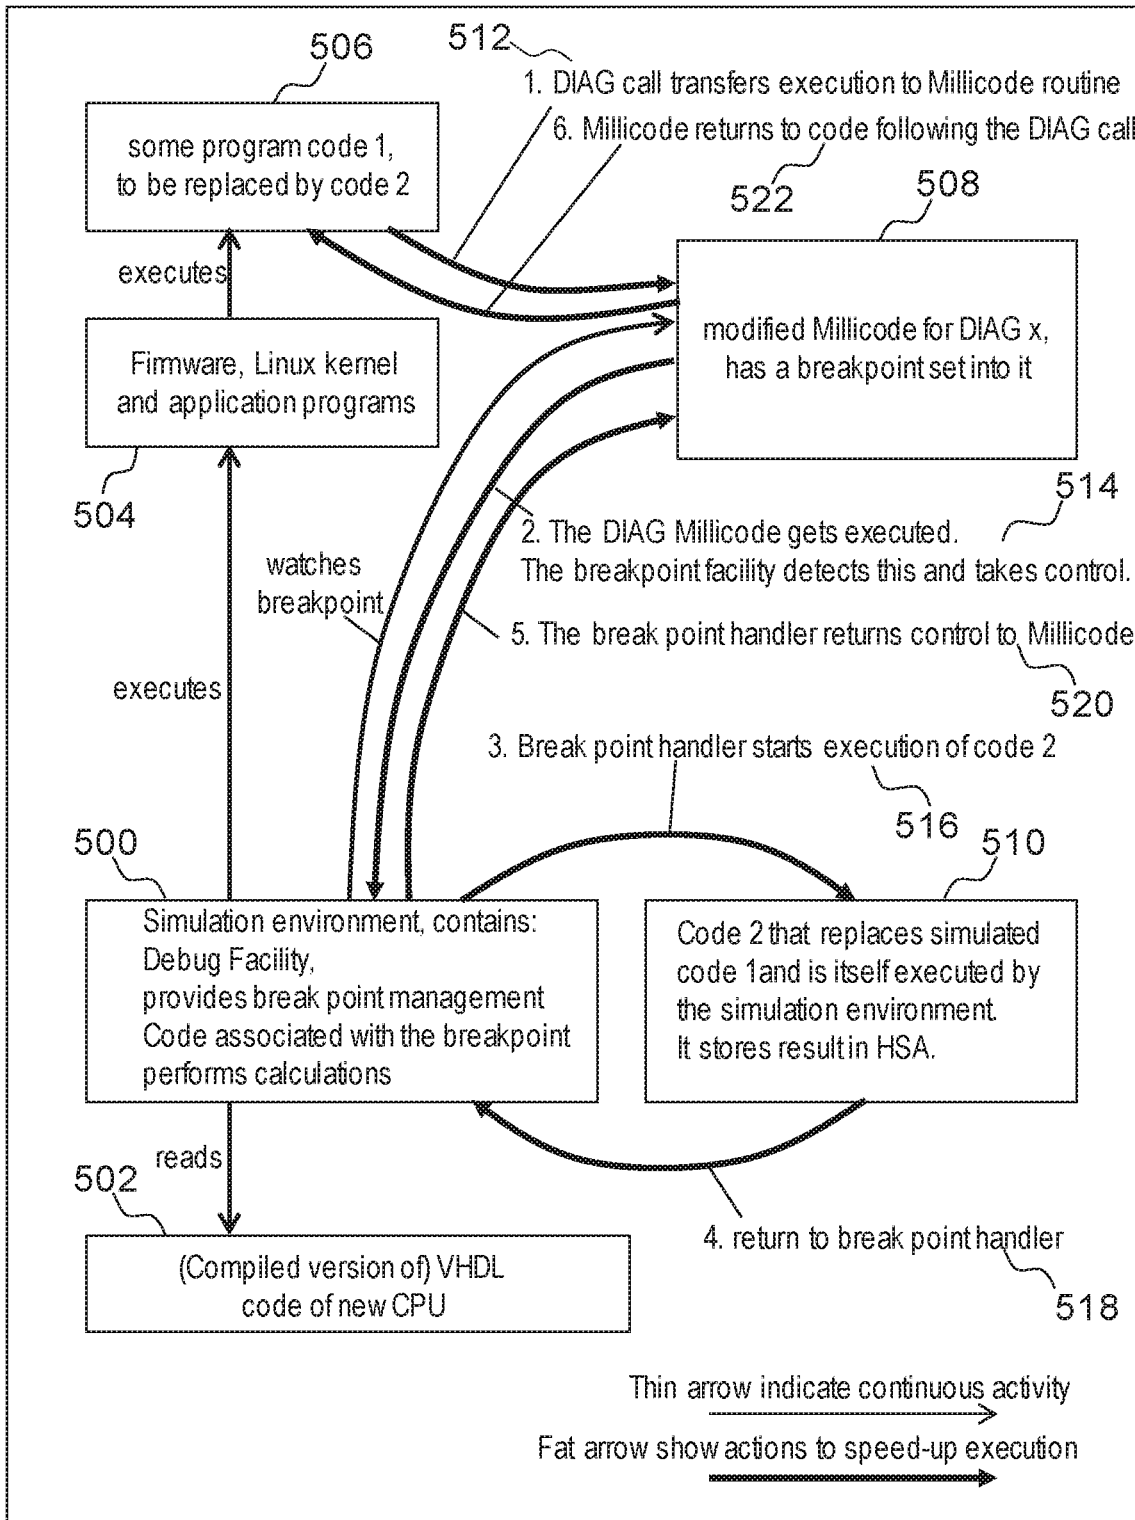 512
506
1. DIAG call transfers execution to Millicode routine
6. Millicode returns to code following the DIAG call
some program code 1,
to be replaced by code 2
522
508
executes
modified Millicode for DIAG x,
has a breakpoint set into it
Firmware, Linux kernel
and application programs
504
514
2. The DIAG Millicode gets executed.
The breakpoint facility detects this and takes control.
watches
breakpoint
5. The break point handler returns control to Millicode
520
executes
3. Break point handler starts execution of code 2
516
500
510
Simulation environment, contains:
Debug Facility,
provides break point management
Code associated with the breakpoint
performs calculations
Code 2 that replaces simulated
code 1and is itself executed by
the simulation environment.
It stores result in HSA.
reads
502
4. return to break point handler
518
(Compiled version of) VHDL
code of new CPU
Thin arrow indicate continuous activity
Fat arrow show actions to speed-up execution